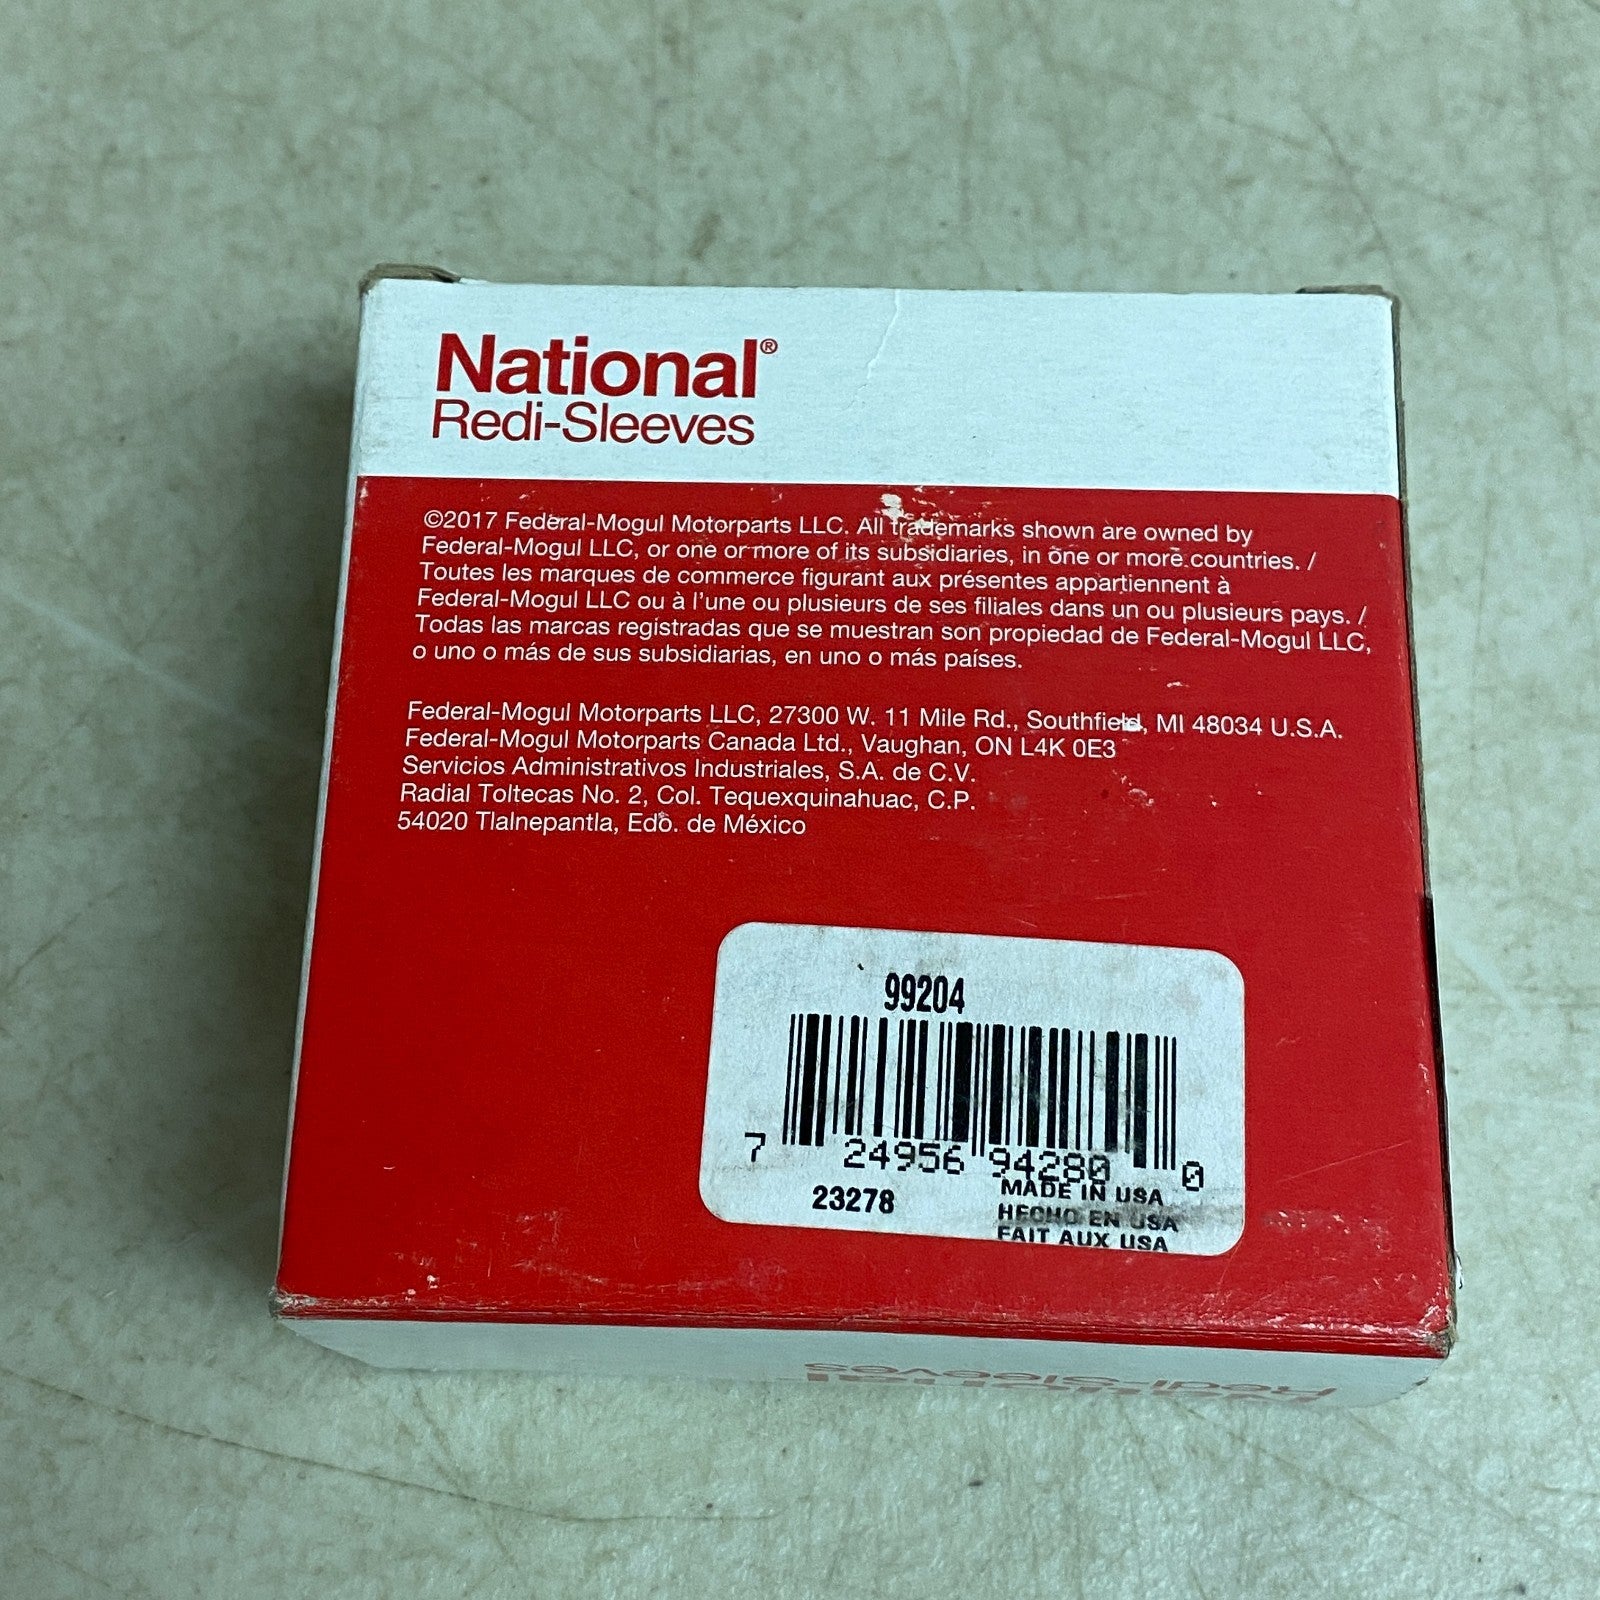 National®
Redi-Sleeves
©2017 Federal-Mogul Motorparts LLC. All trademarks shown are owned by
Federal-Mogul LLC, or one or more of its subsidiaries, in one or more countries. /
Toutes les marques de commerce figurant aux présentes appartiennent à
Federal-Mogul LLC ou à l'une ou plusieurs de ses filiales dans un ou plusieurs pays. /
Todas las marcas registradas que se muestran son propiedad de Federal-Mogul LLC,
o uno o más de sus subsidiarias, en uno o más países.
Federal-Mogul Motorparts LLC, 27300 W. 11 Mile Rd., Southfield, MI 48034 U.S.A.
Federal-Mogul Motorparts Canada Ltd., Vaughan, ON L4K 0E3
Servicios Administrativos Industriales, S.A. de C.V.
Radial Toltecas No. 2, Col. Tequexquinahuac, C.P.
54020 Tlalnepantla, Edo. de México
99204
7 24956 94280 0
23278
MADE IN USA
HECHO EN USA
FAIT AUX USA
Redi-Sleeves